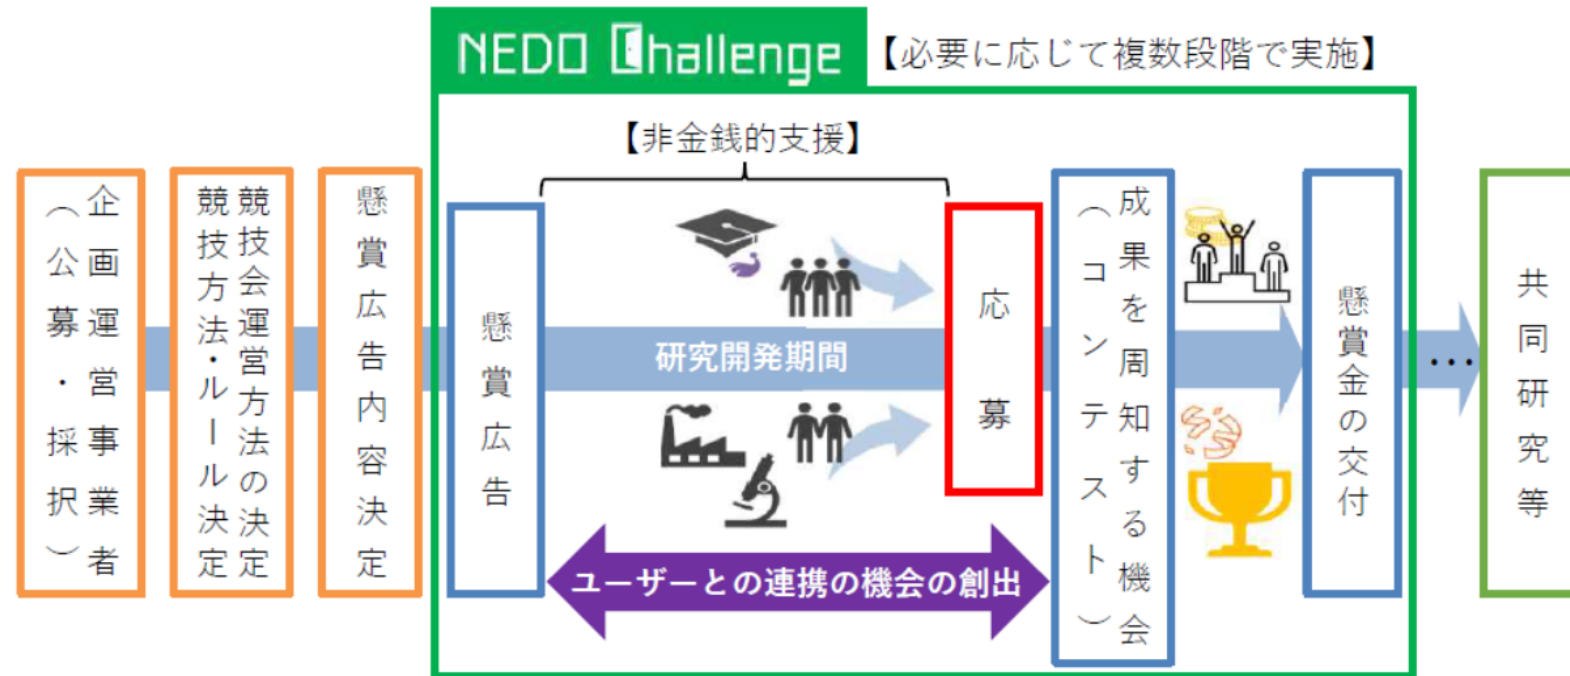 NEDO Challenge
【必要に応じて複数段階で実施】
【非金銭的支援】
企画運営事業者
（公募・採択）
競技会運営方法の決定
競技方法・ルール決定
懸賞広告内容決定
懸賞広告
研究開発期間
応募
ユーザーとの連携の機会の創出
成果を周知する機会
（コンテスト）
懸賞金の交付
…
共同研究等